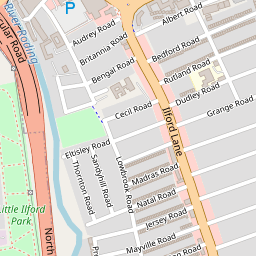 P
Audrey Road
Albert Road
River Roding
Britannia Road
Bedford Road
Bengal Road
Rutland Road
Dudley Road
Cecil Road
Grange Road
Ilford Lane
Eltisley Road
Sandyhill Road
Lowbrook Road
Thornton Road
Madras Road
Little Ilford
Park
Natal Road
Jersey Road
Mayville Road